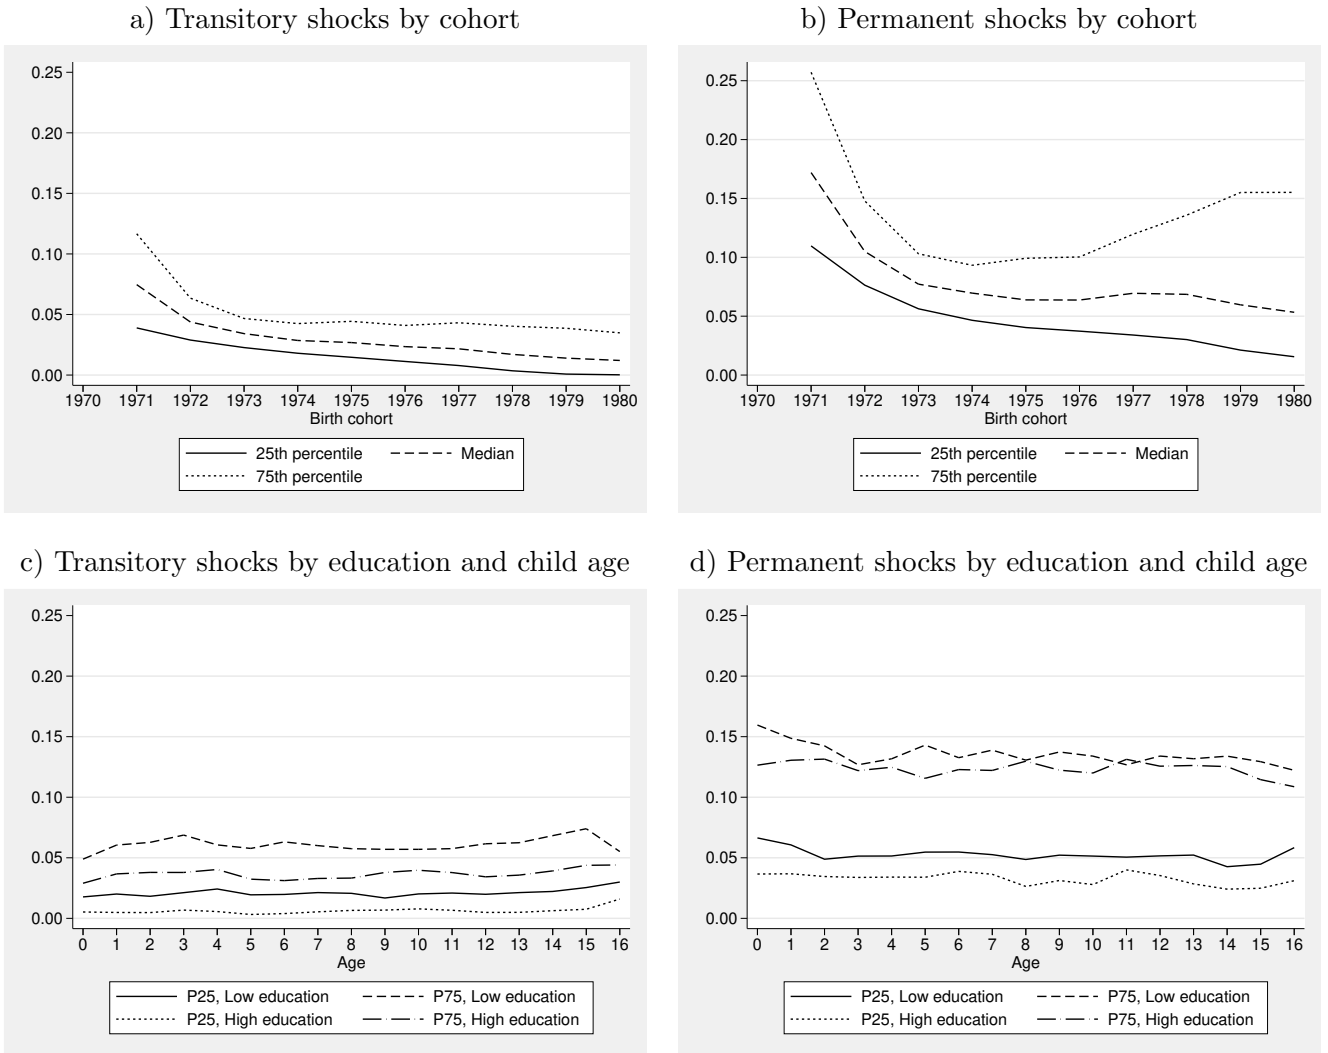 a) Transitory shocks by cohort
0.25
0.20
0.15
0.10
0.05
0.00
1970 1971 1972 1973 1974 1975 1976 1977 1978 1979 1980
Birth cohort
25th percentile Median
75th percentile
b) Permanent shocks by cohort
0.25
0.20
0.15
0.10
0.05
0.00
1970 1971 1972 1973 1974 1975 1976 1977 1978 1979 1980
Birth cohort
25th percentile Median
75th percentile
c) Transitory shocks by education and child age
0.25
0.20
0.15
0.10
0.05
0.00
0 1 2 3 4 5 6 7 8 9 10 11 12 13 14 15 16
Age
P25, Low education P75, Low education
P25, High education P75, High education
d) Permanent shocks by education and child age
0.25
0.20
0.15
0.10
0.05
0.00
0 1 2 3 4 5 6 7 8 9 10 11 12 13 14 15 16
Age
P25, Low education P75, Low education
P25, High education P75, High education